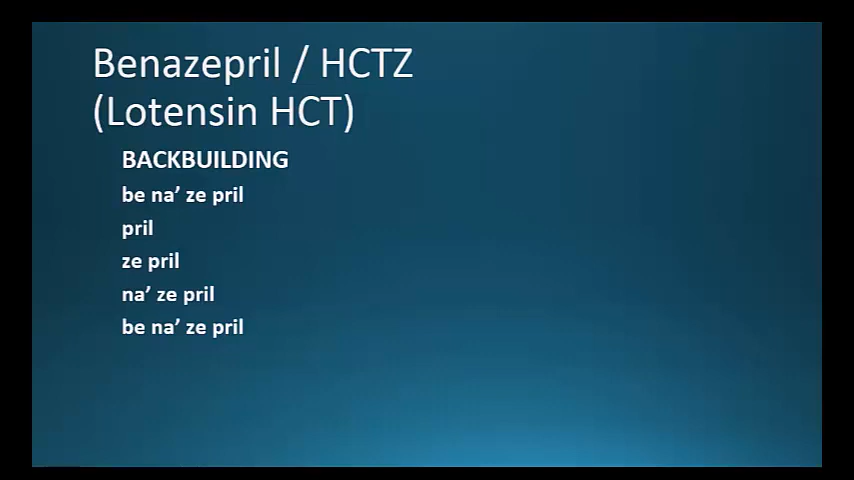 Benazepril / HCTZ
(Lotensin HCT)
BACKBUILDING
be na’ ze pril
pril
ze pril
na’ ze pril
be na’ ze pril